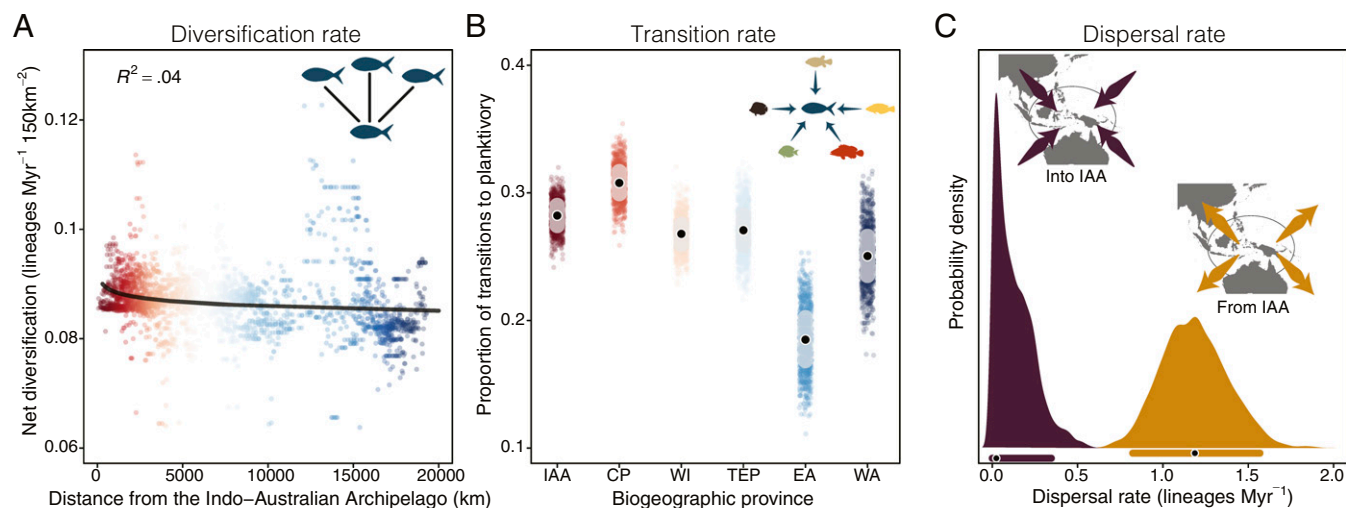 A
Diversification rate
R² = .04
Net diversification (lineages Myr⁻¹ 150km⁻²)
0.12
0.1
0.08
0.06
0
5000
10000
15000
20000
Distance from the Indo–Australian Archipelago (km)
B
Transition rate
Proportion of transitions to planktivory
0.4
0.3
0.2
0.1
IAA
CP
WI
TEP
EA
WA
Biogeographic province
C
Dispersal rate
Probability density
Into IAA
From IAA
0.0
0.5
1.0
1.5
2.0
Dispersal rate (lineages Myr⁻¹)